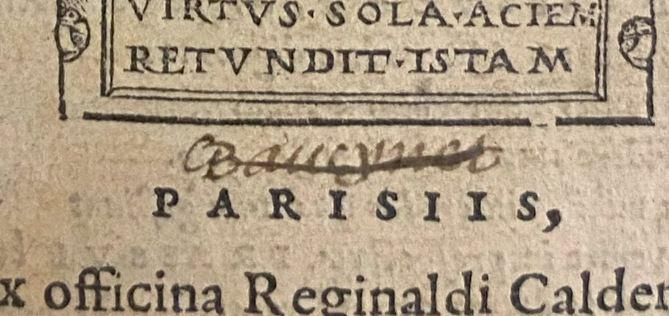 VIRTVS·SOLA·ACIEM
RETVNDIT·ISTAM
PARISIIS,
x officina Reginaldi Calder